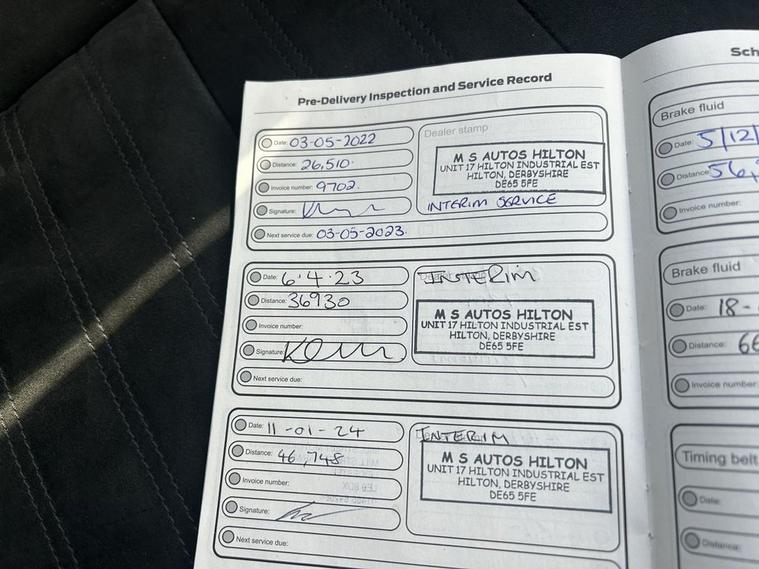 Pre-Delivery Inspection and Service Record
Date: 03-05-2022
Distance: 26,510.
Invoice number: 9702.
Signature:
Next service due: 03-05-2023.
Dealer stamp
M S AUTOS HILTON
UNIT 17 HILTON INDUSTRIAL EST
HILTON, DERBYSHIRE
DE65 5FE
INTERIM SERVICE
Date: 6.4.23
Distance: 36930
Invoice number:
Signature:
Next service due:
INTERIM
M S AUTOS HILTON
UNIT 17 HILTON INDUSTRIAL EST
HILTON, DERBYSHIRE
DE65 5FE
Date: 11-01-24
Distance: 46,748
Invoice number:
Signature:
Next service due:
INTERIM
M S AUTOS HILTON
UNIT 17 HILTON INDUSTRIAL EST
HILTON, DERBYSHIRE
DE65 5FE
Sch
Brake fluid
Date: 5/12/
Distance: 56,
Invoice number:
Brake fluid
Date: 18-
Distance: 66
Invoice number:
Timing belt
Date:
Distance: